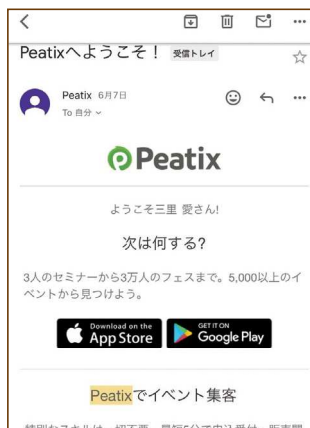 Peatixへようこそ！ 受信トレイ
Peatix 6月7日
To 自分
Peatix
ようこそ三里 愛さん!
次は何する?
3人のセミナーから3万人のフェスまで。5,000以上のイ
ベントから見つけよう。
Download on the
App Store
GET IT ON
Google Play
Peatixでイベント集客